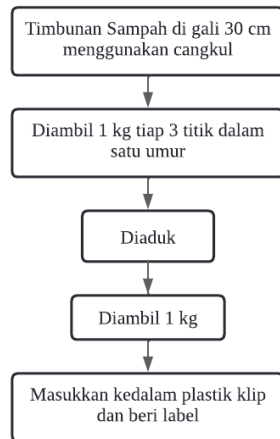 Timbunan Sampah di gali 30 cm
menggunakan cangkul
Diambil 1 kg tiap 3 titik dalam
satu umur
Diaduk
Diambil 1 kg
Masukkan kedalam plastik klip
dan beri label